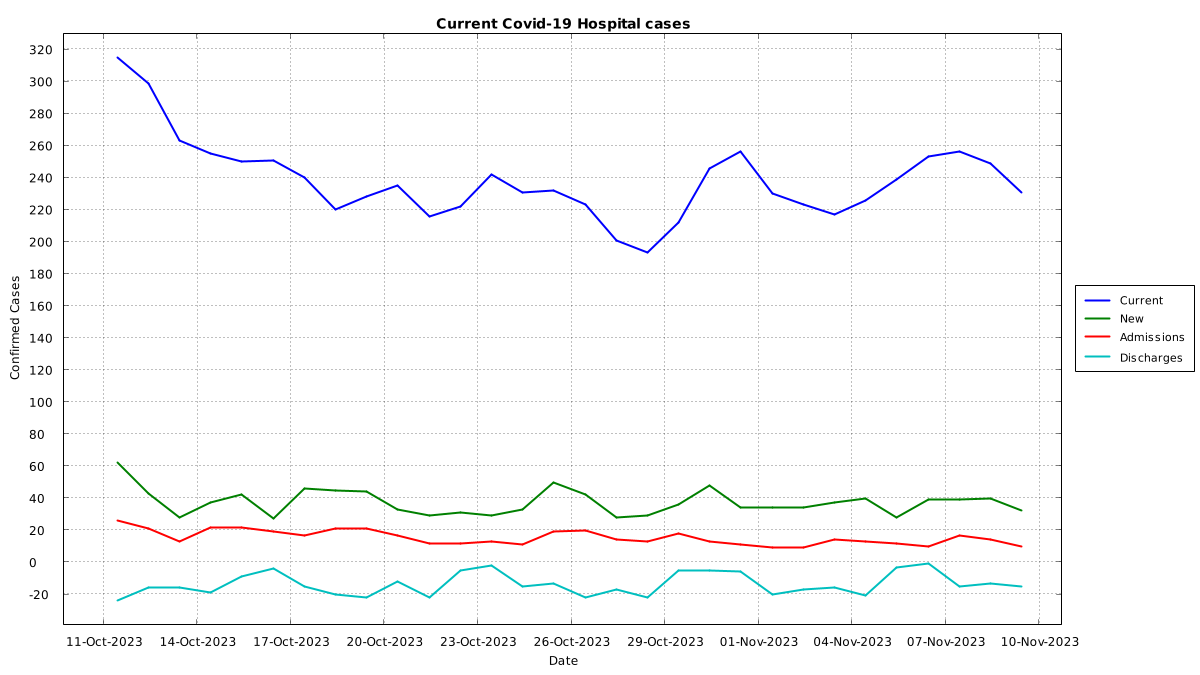 Current Covid-19 Hospital cases
320
300
280
260
240
220
200
180
160
140
120
100
80
60
40
20
0
-20
Confirmed Cases
11-Oct-2023 14-Oct-2023 17-Oct-2023 20-Oct-2023 23-Oct-2023 26-Oct-2023 29-Oct-2023 01-Nov-2023 04-Nov-2023 07-Nov-2023 10-Nov-2023
Date
Current
New
Admissions
Discharges